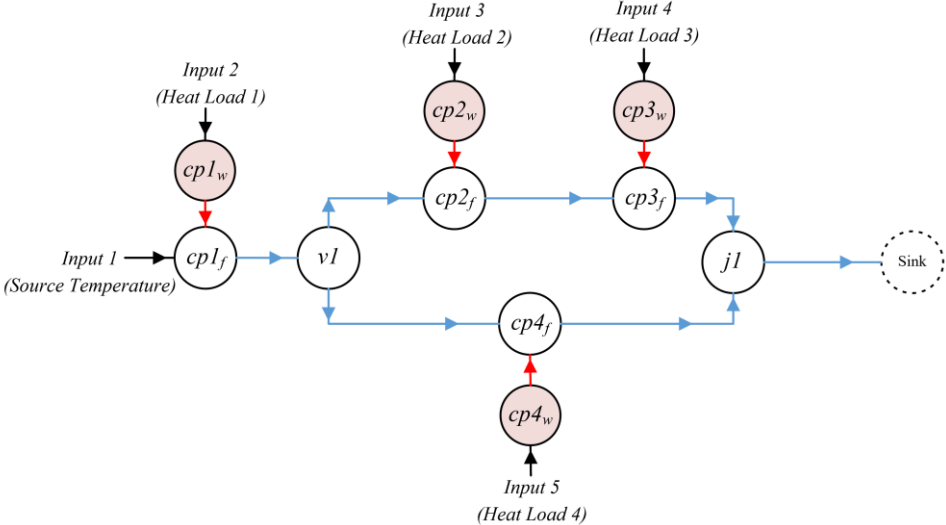 Input 3
(Heat Load 2)
Input 4
(Heat Load 3)
Input 2
(Heat Load 1)
cp2w
cp3w
cp1w
cp2f
cp3f
Input 1
(Source Temperature)
cp1f
v1
j1
Sink
cp4f
cp4w
Input 5
(Heat Load 4)